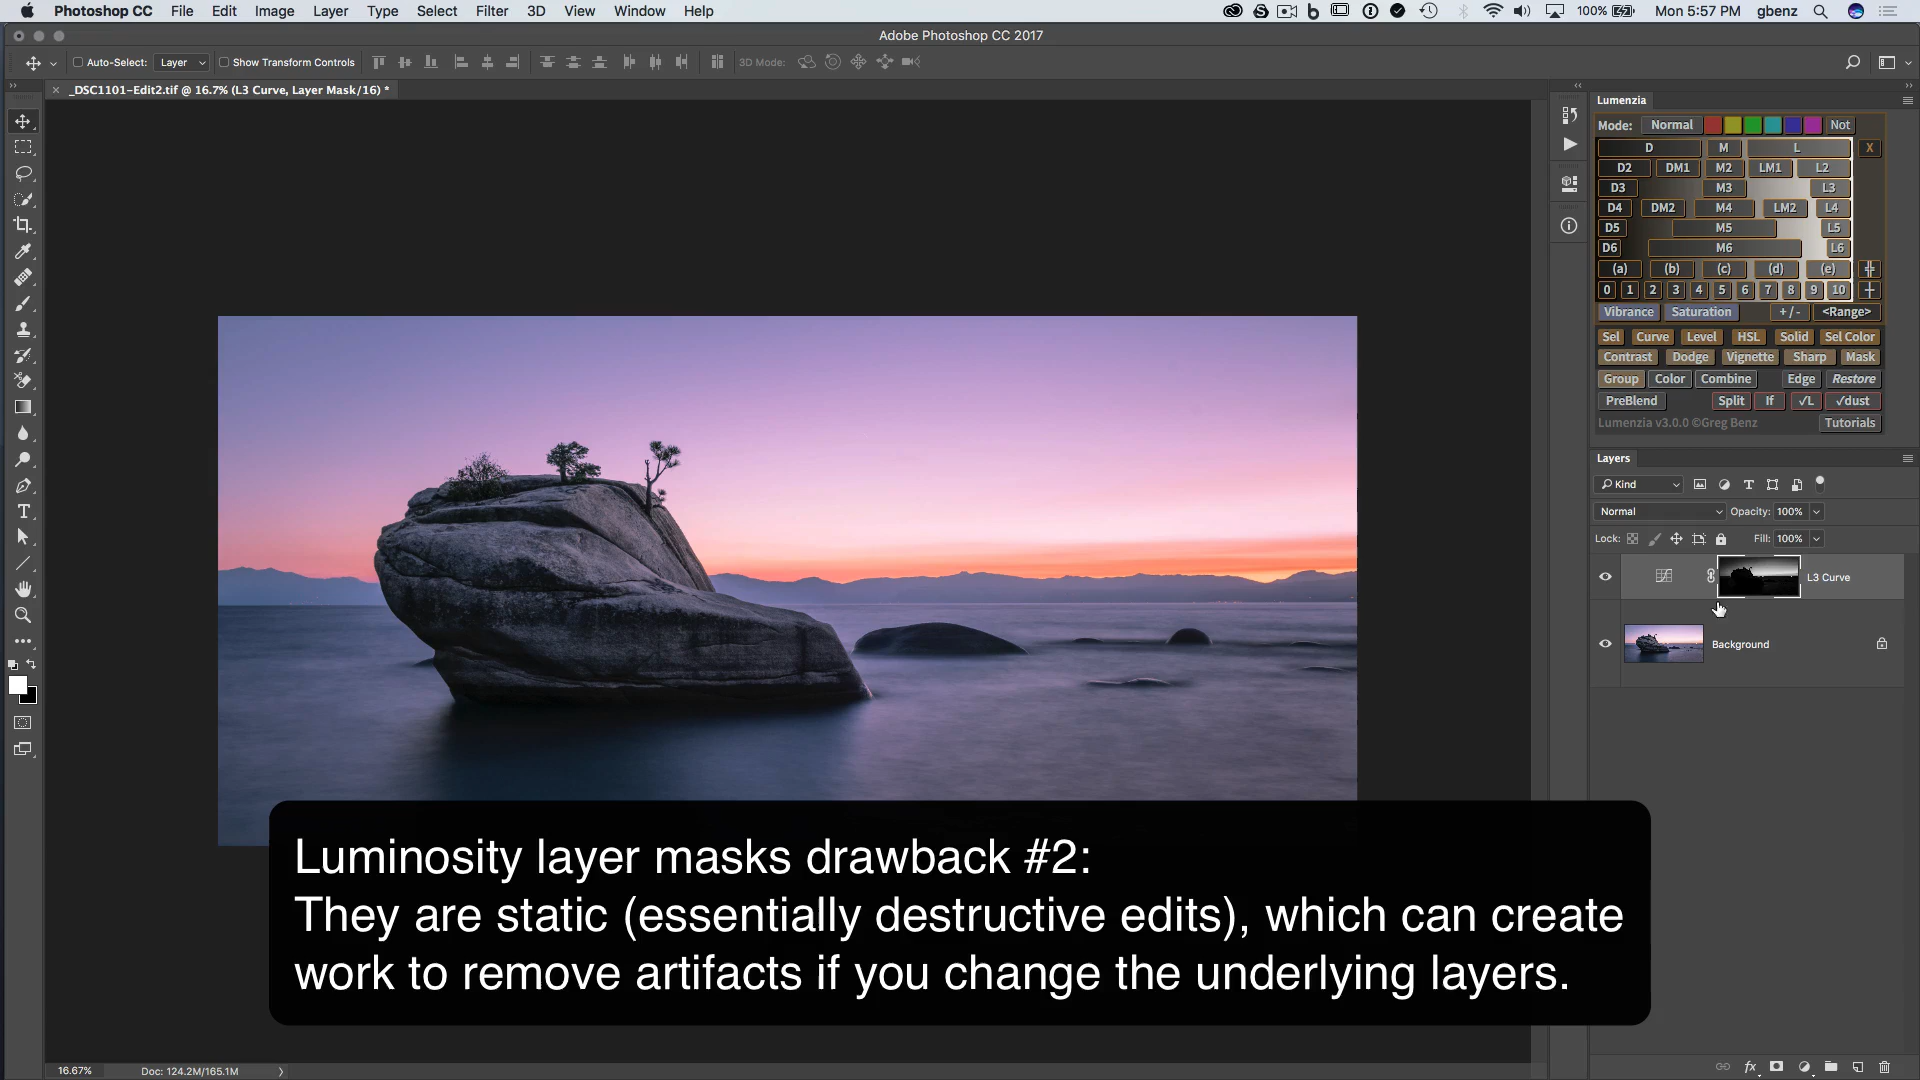 Photoshop CC File Edit Image Layer Type Select Filter 3D View Window Help 100% Mon 5:57 PM gbenz
Adobe Photoshop CC 2017
Auto-Select: Layer Show Transform Controls 3D Mode:
_DSC1101-Edit2.tif @ 16.7% (L3 Curve, Layer Mask/16) *
Lumenzia
Mode: Normal Not
D M L X
D2 DM1 M2 LM1 L2
D3 M3 L3
D4 DM2 M4 LM2 L4
D5 M5 L5
D6 M6 L6
(a) (b) (c) (d) (e)
0 1 2 3 4 5 6 7 8 9 10
Vibrance Saturation +/- <Range>
Sel Curve Level HSL Solid Sel Color
Contrast Dodge Vignette Sharp Mask
Group Color Combine Edge Restore
PreBlend Split If √L √dust
Lumenzia v3.0.0 ©Greg Benz Tutorials
Layers
Kind
Normal Opacity: 100%
Lock: Fill: 100%
L3 Curve
Background
Luminosity layer masks drawback #2:
They are static (essentially destructive edits), which can create
work to remove artifacts if you change the underlying layers.
16.67% Doc: 124.2M/165.1M
fx